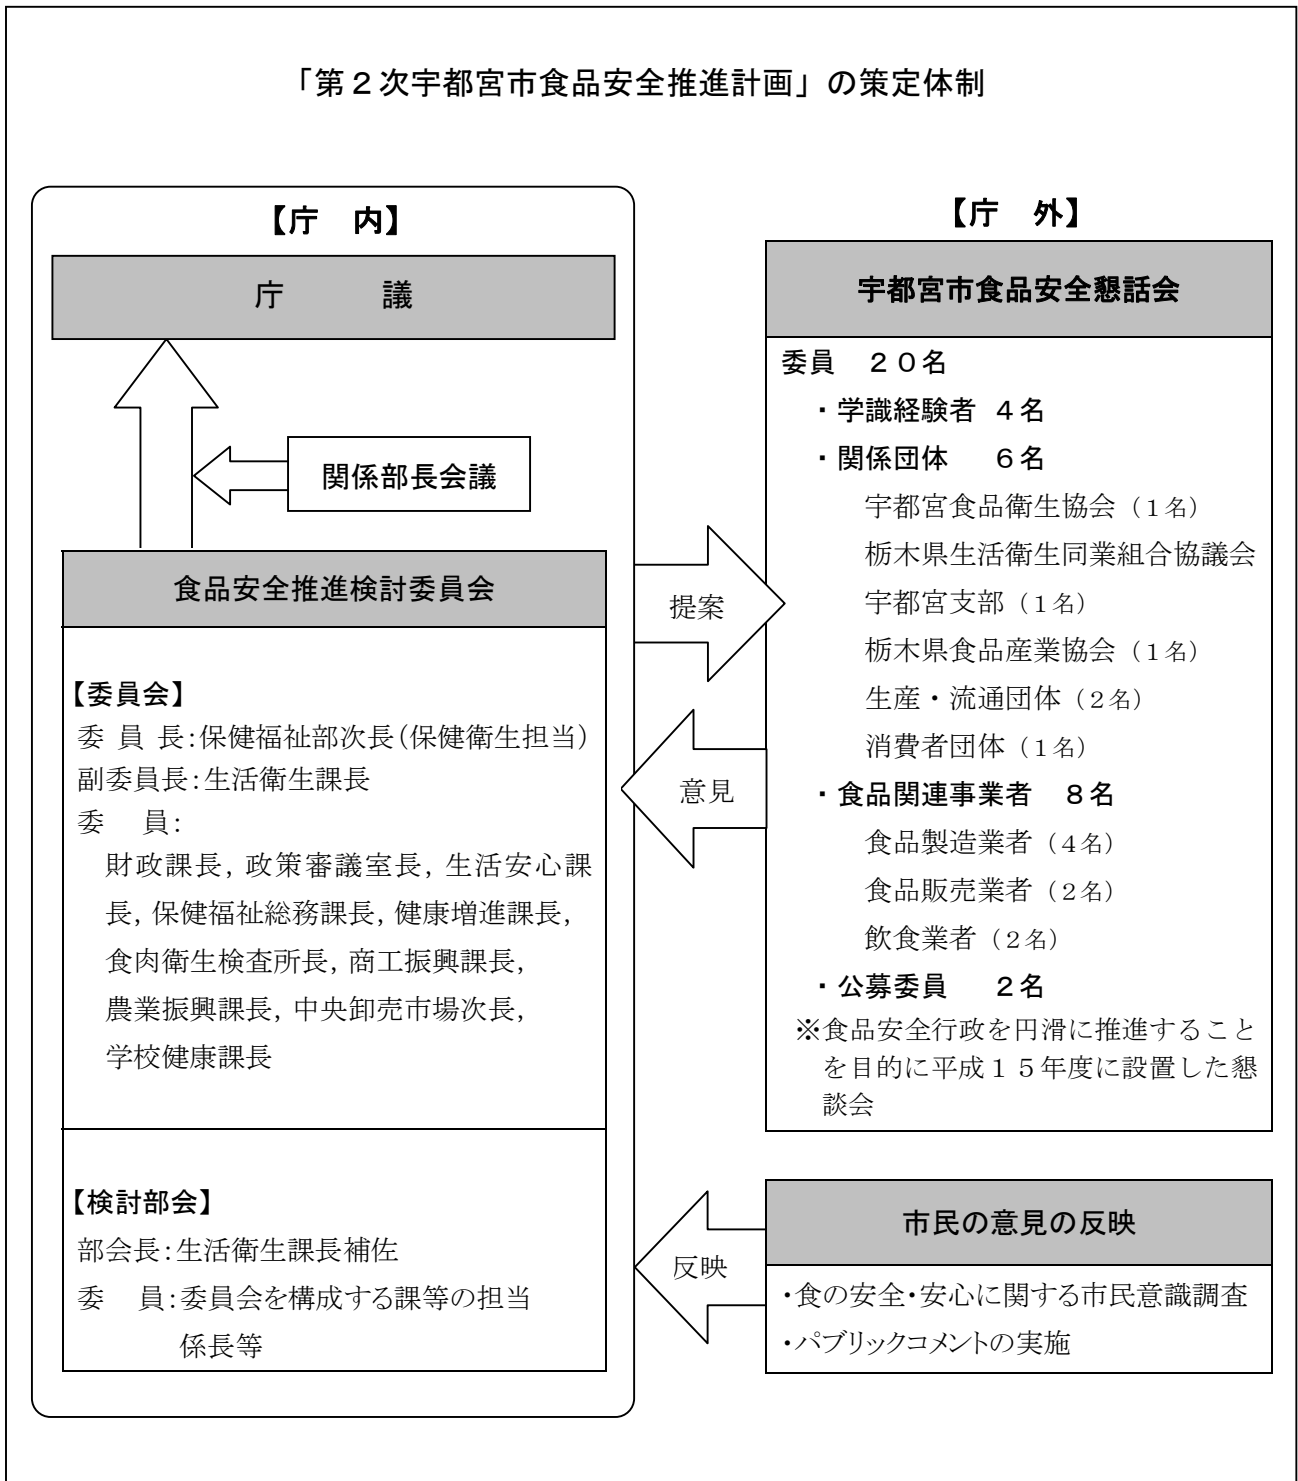 「第２次宇都宮市食品安全推進計画」の策定体制
【庁　内】
庁　　　議
関係部長会議
食品安全推進検討委員会
【委員会】
委 員 長：保健福祉部次長（保健衛生担当）
副委員長：生活衛生課長
委　　員：
財政課長，政策審議室長，生活安心課
長，保健福祉総務課長，健康増進課長，
食肉衛生検査所長，商工振興課長，
農業振興課長，中央卸売市場次長，
学校健康課長
【検討部会】
部会長：生活衛生課長補佐
委　　員：委員会を構成する課等の担当
係長等
提案
意見
反映
【庁　外】
宇都宮市食品安全懇話会
委員　２０名
・学識経験者　４名
・関係団体　　６名
宇都宮食品衛生協会（１名）
栃木県生活衛生同業組合協議会
宇都宮支部（１名）
栃木県食品産業協会（１名）
生産・流通団体（２名）
消費者団体（１名）
・食品関連事業者　８名
食品製造業者（４名）
食品販売業者（２名）
飲食業者（２名）
・公募委員　　２名
※食品安全行政を円滑に推進すること
を目的に平成１５年度に設置した懇
談会
市民の意見の反映
・食の安全・安心に関する市民意識調査
・パブリックコメントの実施